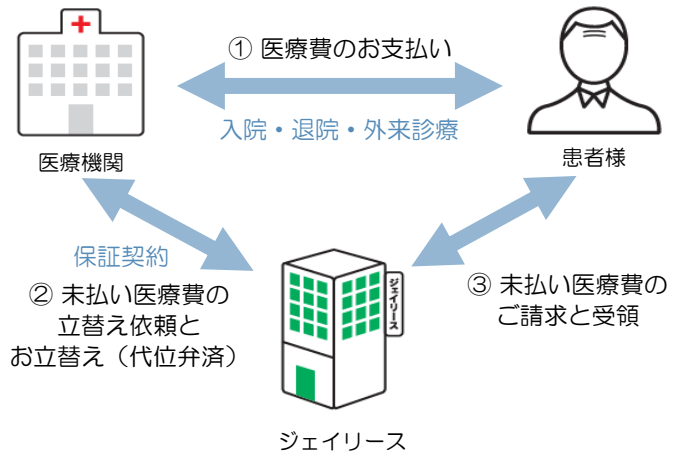 ① 医療費のお支払い
入院・退院・外来診療
医療機関
患者様
保証契約
② 未払い医療費の
立替え依頼と
お立替え（代位弁済）
ジェイリース
③ 未払い医療費の
ご請求と受領
ジェイリース